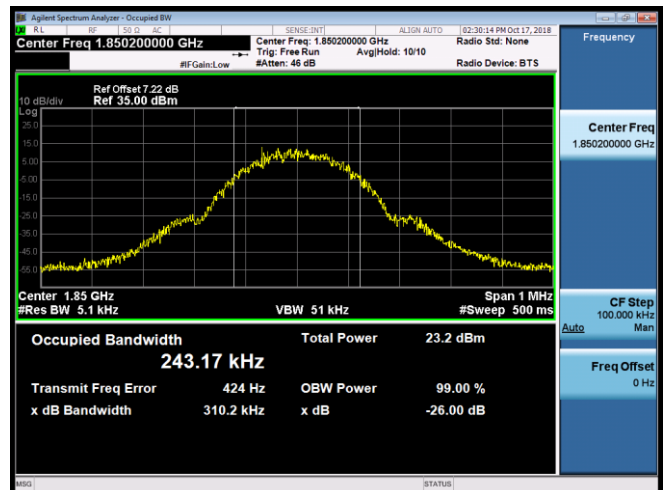 Agilent Spectrum Analyzer - Occupied BW
RL RF 50 Ω AC SENSE:INT ALIGN AUTO 02:30:14 PM Oct 17, 2018
Center Freq 1.850200000 GHz Center Freq: 1.850200000 GHz Radio Std: None
Trig: Free Run Avg|Hold: 10/10
#IFGain:Low #Atten: 46 dB Radio Device: BTS
Frequency
Ref Offset 7.22 dB
10 dB/div Ref 35.00 dBm
Log
25.0
15.0
5.00
-5.00
-15.0
-25.0
-35.0
-45.0
-55.0
Center 1.85 GHz Span 1 MHz
#Res BW 5.1 kHz VBW 51 kHz #Sweep 500 ms
Occupied Bandwidth Total Power 23.2 dBm
243.17 kHz
Transmit Freq Error 424 Hz OBW Power 99.00 %
x dB Bandwidth 310.2 kHz x dB -26.00 dB
Center Freq
1.850200000 GHz
CF Step
100.000 kHz
Auto Man
Freq Offset
0 Hz
MSG STATUS